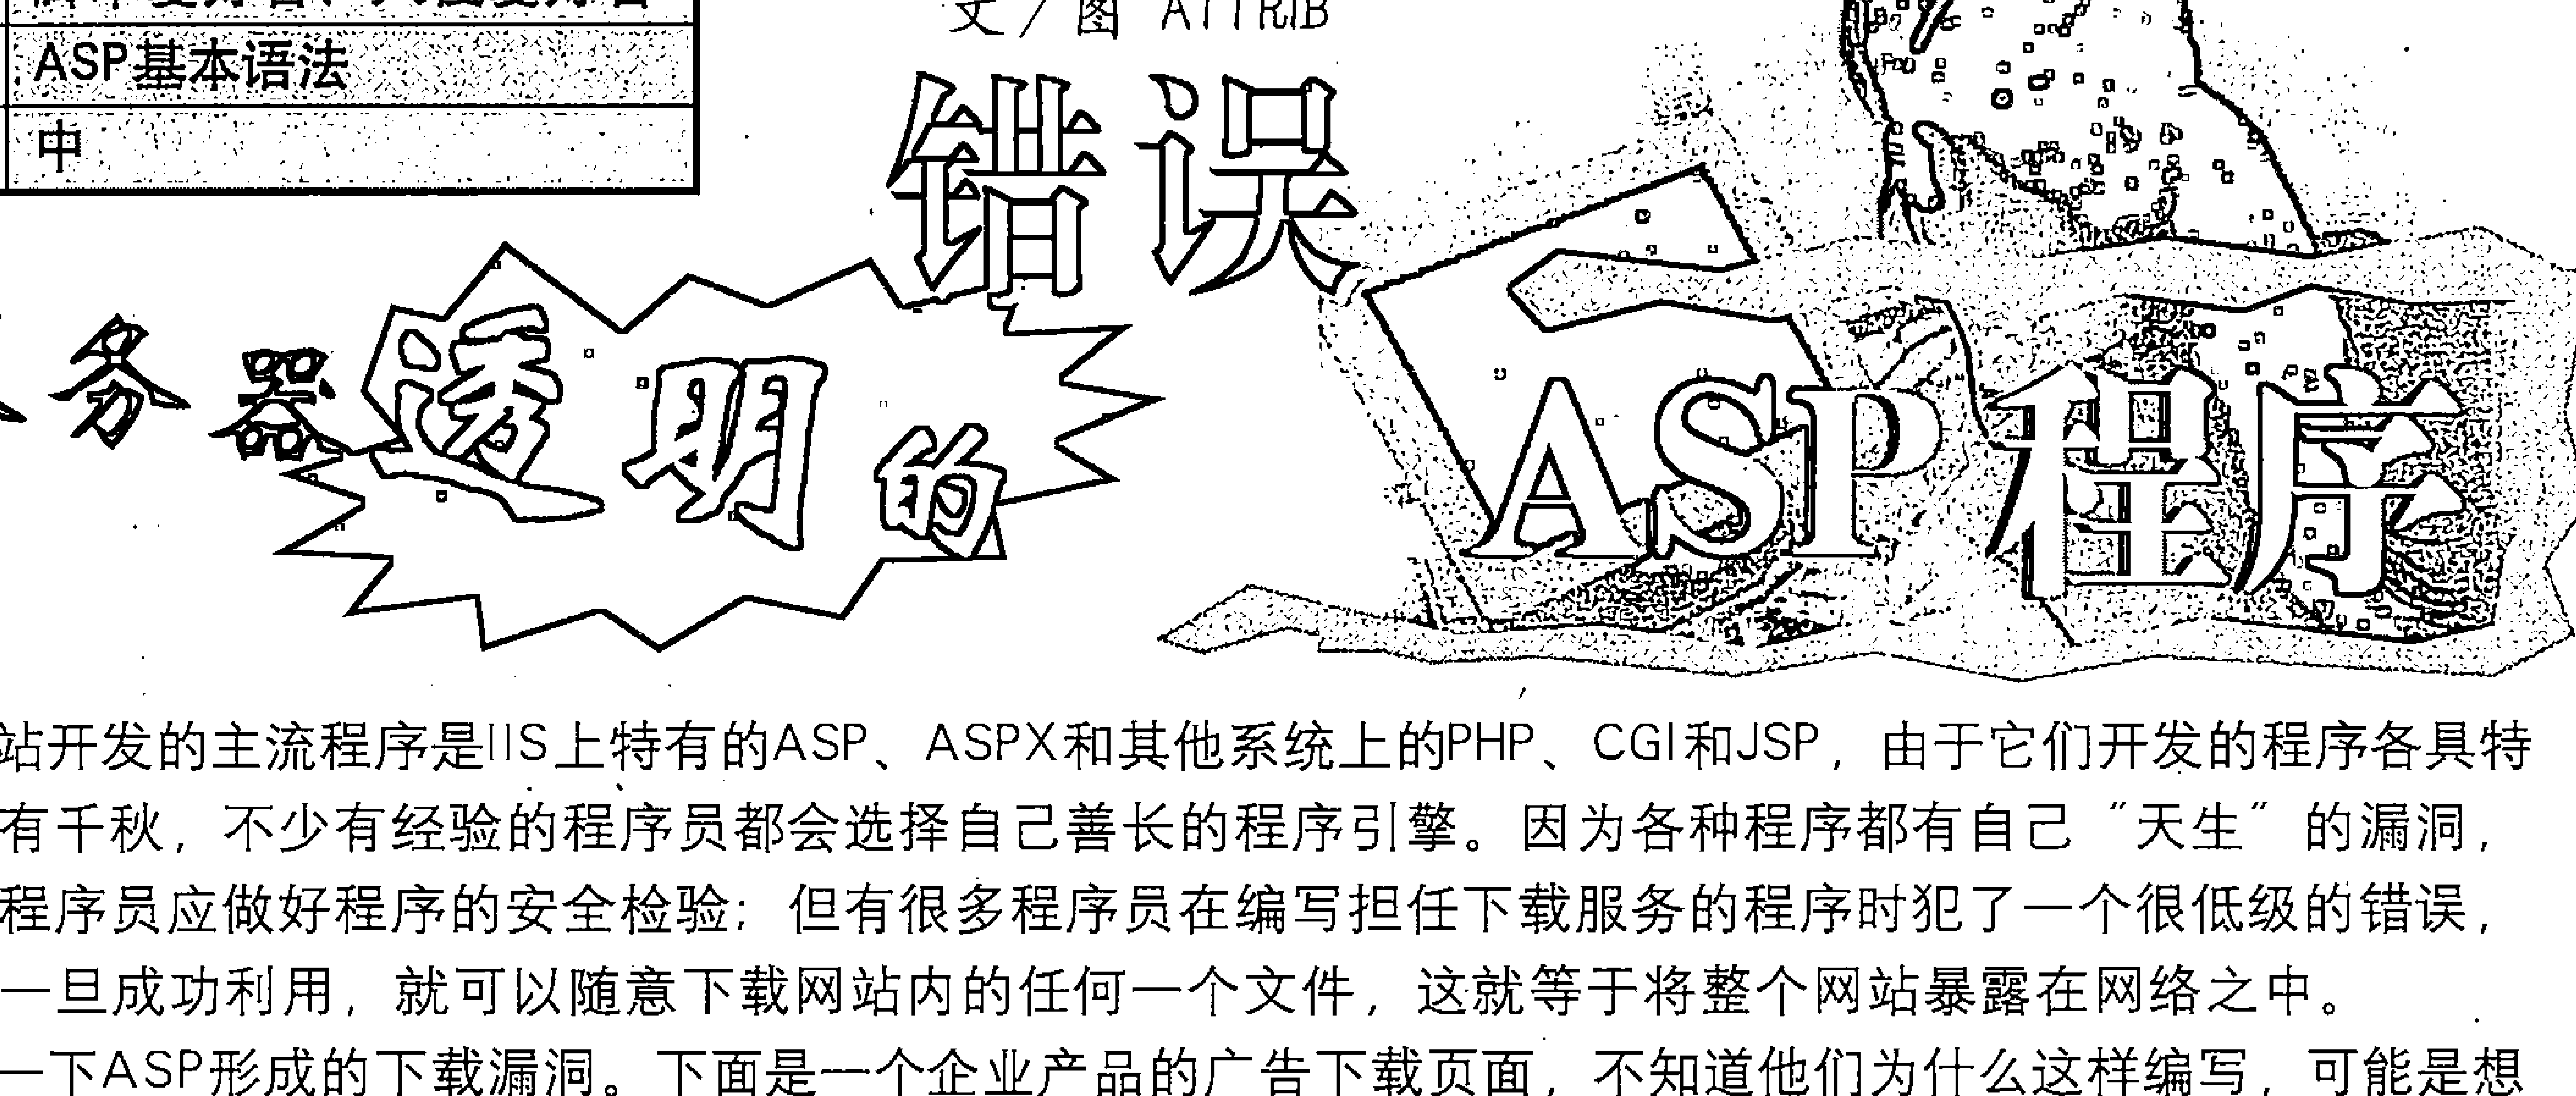 文／图 ATTRIB
ASP基本语法
中
错误
务器透明的
ASP程序
站开发的主流程序是IIS上特有的ASP、ASPX和其他系统上的PHP、CGI和JSP，由于它们开发的程序各具特
有千秋，不少有经验的程序员都会选择自己善长的程序引擎。因为各种程序都有自己“天生”的漏洞，
程序员应做好程序的安全检验；但有很多程序员在编写担任下载服务的程序时犯了一个很低级的错误，
一旦成功利用，就可以随意下载网站内的任何一个文件，这就等于将整个网站暴露在网络之中。
一下ASP形成的下载漏洞。下面是一个企业产品的广告下载页面，不知道他们为什么这样编写，可能是想